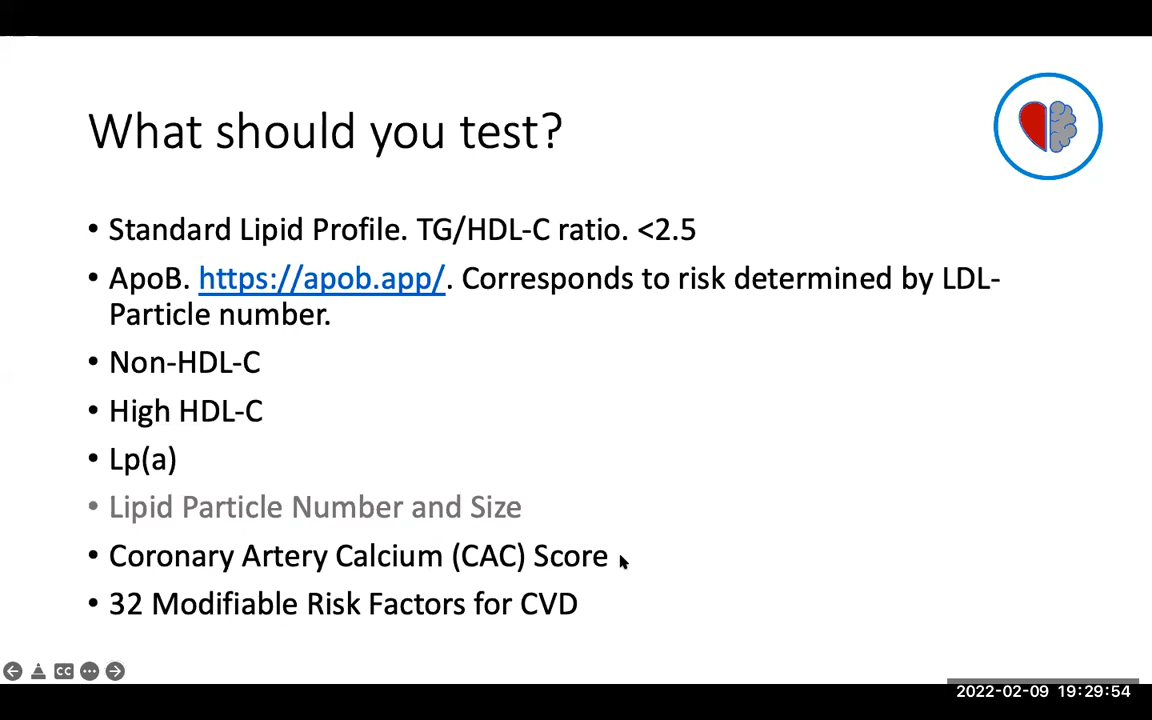 What should you test?
• Standard Lipid Profile. TG/HDL-C ratio. <2.5
• ApoB. https://apob.app/. Corresponds to risk determined by LDL-
Particle number.
• Non-HDL-C
• High HDL-C
• Lp(a)
• Lipid Particle Number and Size
• Coronary Artery Calcium (CAC) Score
• 32 Modifiable Risk Factors for CVD
CC
2022-02-09 19:29:54